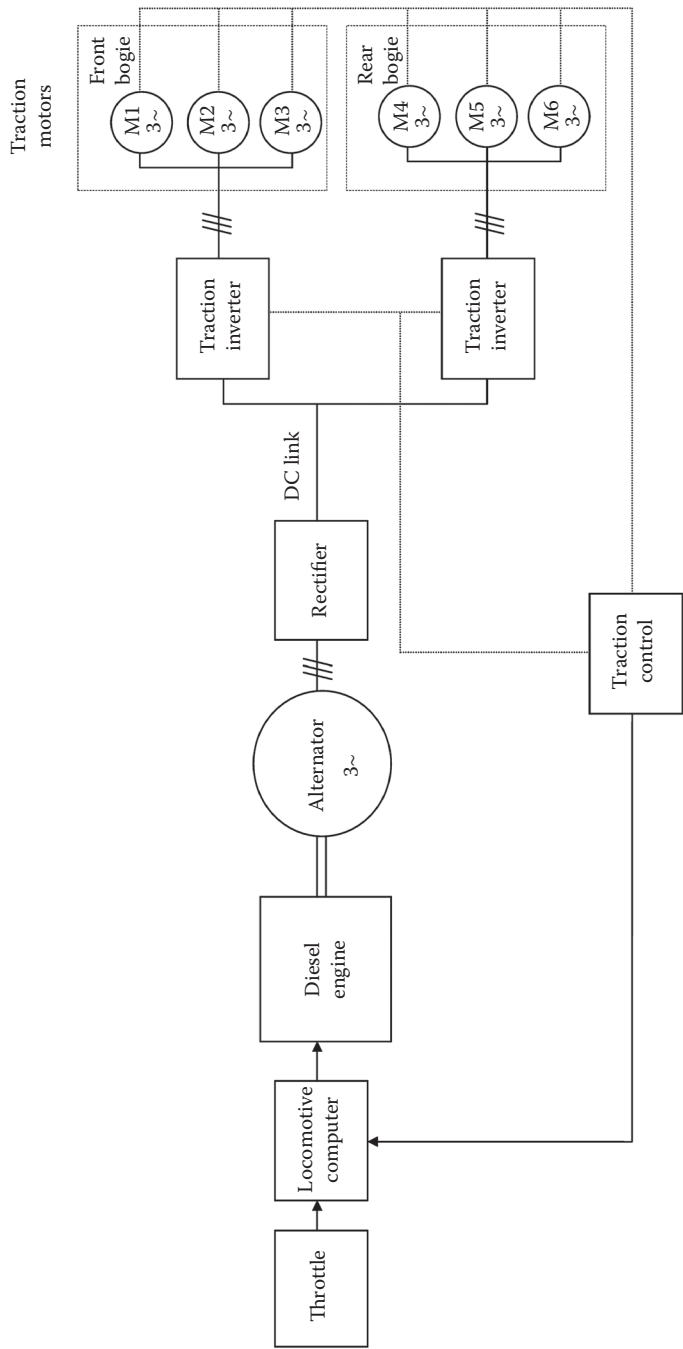 Throttle
Locomotive
computer
Diesel
engine
Alternator
3~
Rectifier
DC link
Traction
inverter
Traction
inverter
Traction
control
Traction
motors
Front
bogie
M1
3~
M2
3~
M3
3~
Rear
bogie
M4
3~
M5
3~
M6
3~